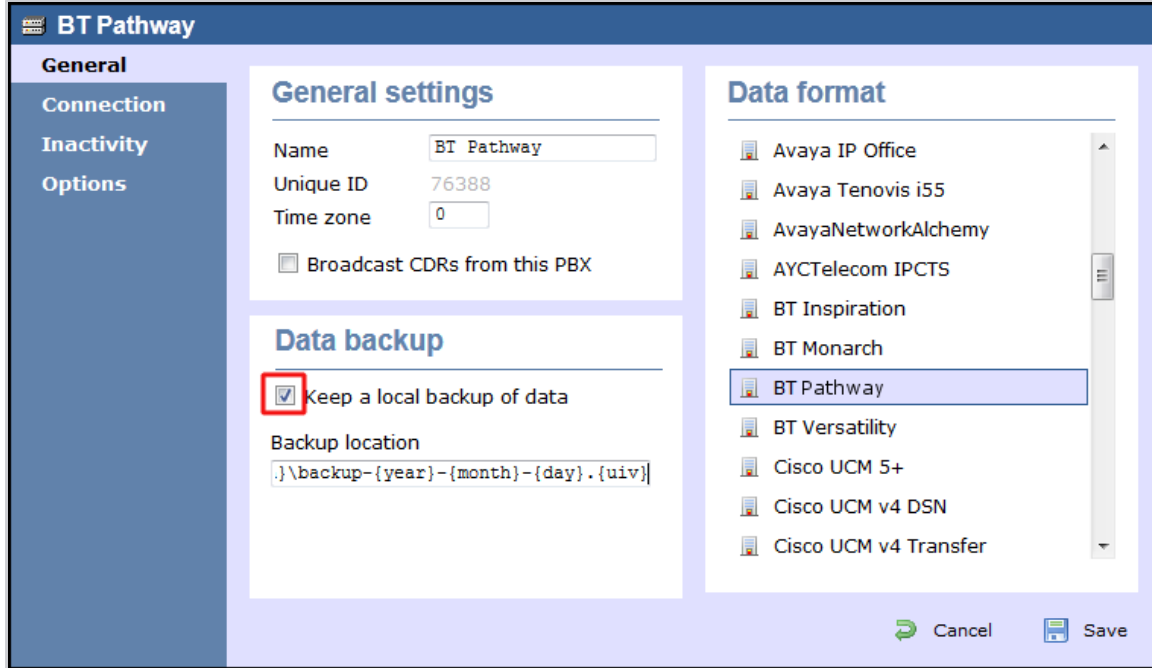 BT Pathway
General
Connection
Inactivity
Options
General settings
Name BT Pathway
Unique ID 76388
Time zone 0
Broadcast CDRs from this PBX
Data backup
Keep a local backup of data
Backup location
.}\backup-{year}-{month}-{day}.{uiv}
Data format
Avaya IP Office
Avaya Tenovis i55
AvayaNetworkAlchemy
AYCTelecom IPCTS
BT Inspiration
BT Monarch
BT Pathway
BT Versatility
Cisco UCM 5+
Cisco UCM v4 DSN
Cisco UCM v4 Transfer
Cancel Save